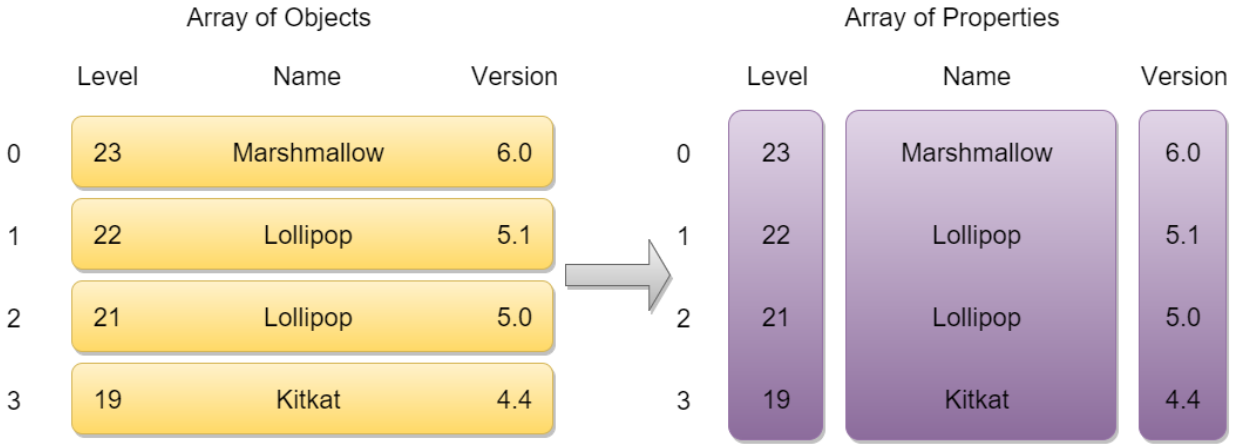 Array of Objects Array of Properties
Level Name Version Level Name Version
0 23 Marshmallow 6.0 0 23 Marshmallow 6.0
1 22 Lollipop 5.1 1 22 Lollipop 5.1
2 21 Lollipop 5.0 2 21 Lollipop 5.0
3 19 Kitkat 4.4 3 19 Kitkat 4.4